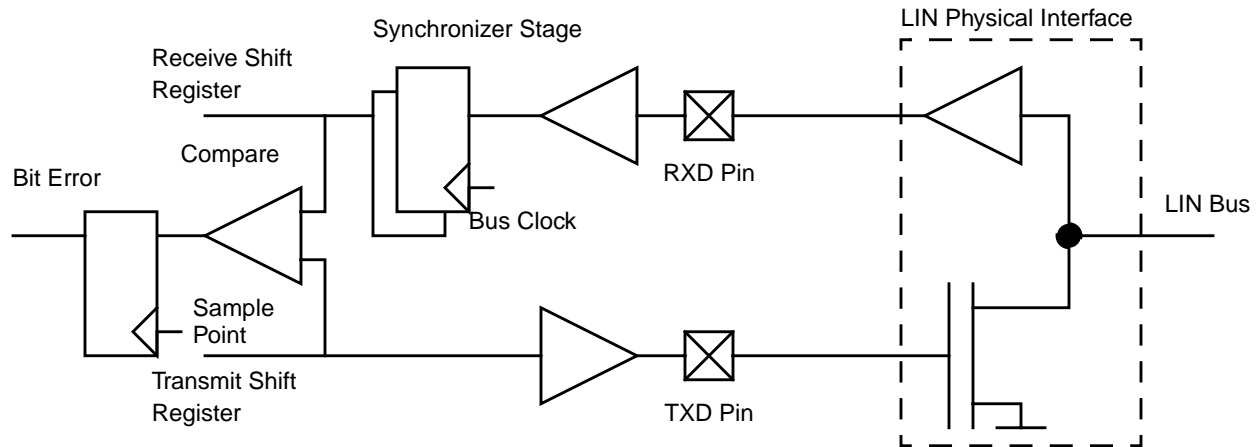 LIN Physical Interface
Synchronizer Stage
Receive Shift
Register
Compare
RXD Pin
Bit Error
Bus Clock
LIN Bus
Sample
Point
Transmit Shift
Register
TXD Pin